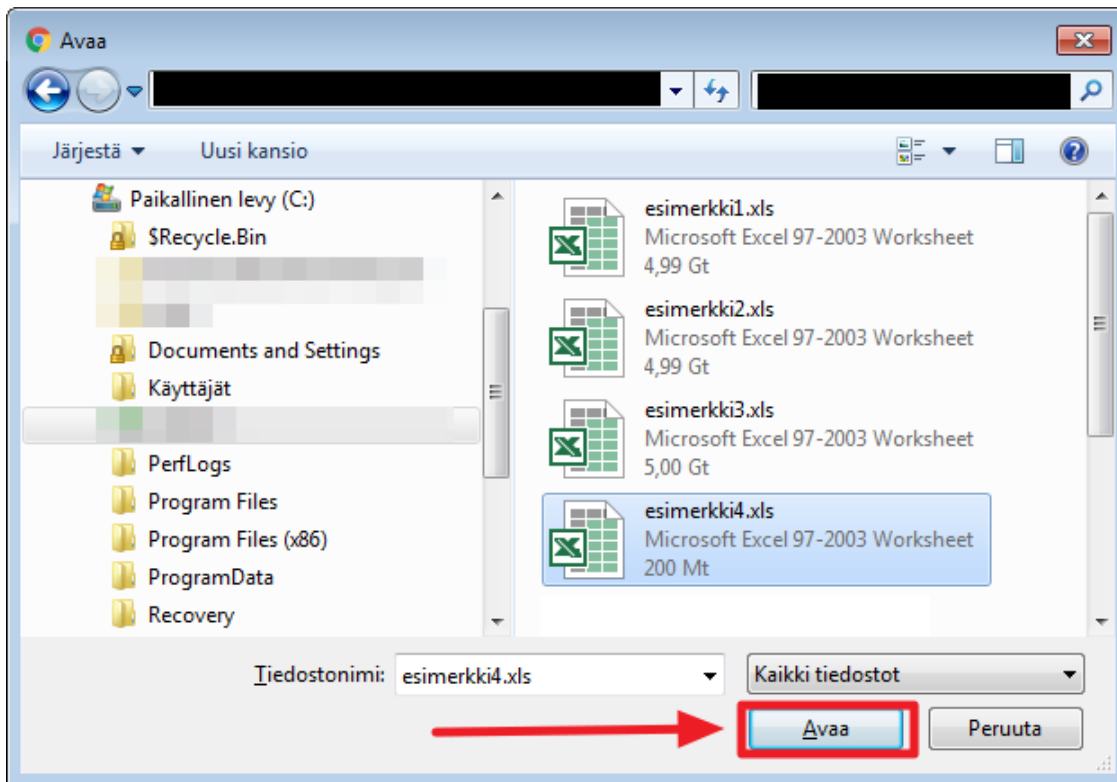 Avaa
Järjestä
Uusi kansio
Paikallinen levy (C:)
$Recycle.Bin
Documents and Settings
Käyttäjät
PerfLogs
Program Files
Program Files (x86)
ProgramData
Recovery
esimerkki1.xls
Microsoft Excel 97-2003 Worksheet
4,99 Gt
esimerkki2.xls
Microsoft Excel 97-2003 Worksheet
4,99 Gt
esimerkki3.xls
Microsoft Excel 97-2003 Worksheet
5,00 Gt
esimerkki4.xls
Microsoft Excel 97-2003 Worksheet
200 Mt
Tiedostonimi: esimerkki4.xls
Kaikki tiedostot
Avaa
Peruuta